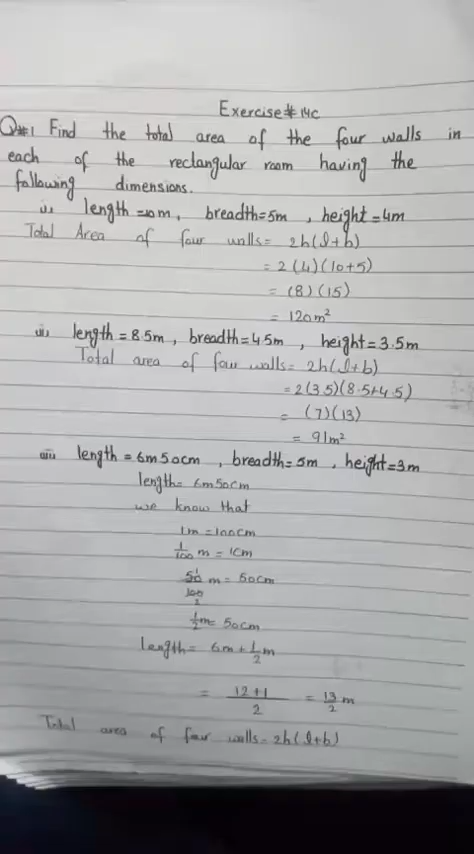 Exercise# 14c
Q#1 Find the total area of the four walls in
each of the rectangular room having the
following dimensions.
i, length=10m, breadth=5m, height=4m
Total Area of four walls= 2h(l+b)
= 2(4)(10+5)
= (8)(15)
= 120m²
ii, length=8.5m, breadth=4.5m, height=3.5m
Total area of four walls= 2h(l+b)
= 2(3.5)(8.5+4.5)
= (7)(13)
= 91m²
iii, length=6m50cm, breadth=5m, height=3m
length= 6m50cm
we know that
1m=100cm
1/100 m=1cm
50/100 m= 50cm
1/2 m= 50cm
length= 6m+1/2 m
= 12+1/2 = 13/2 m
Total area of four walls=2h(l+b)